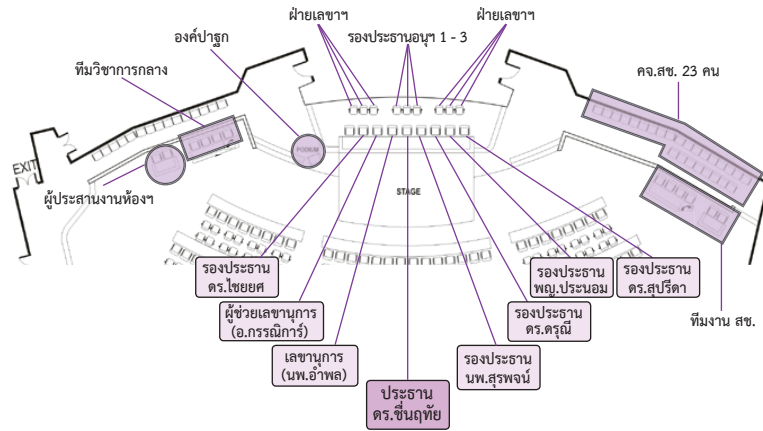 ฝ่ายเลขาฯ
ฝ่ายเลขาฯ
องค์ปาฐก
รองประธานอนุฯ 1 - 3
ทีมวิชาการกลาง
คจ.สช. 23 คน
PODIUM
EXIT
ผู้ประสานงานห้องฯ
STAGE
รองประธาน
ดร.ไชยยศ
รองประธาน
พญ.ประนอม
รองประธาน
ดร.สุปรีดา
ผู้ช่วยเลขานุการ
(อ.กรรณิการ์)
รองประธาน
ดร.ดรุณี
ทีมงาน สช.
เลขานุการ
(นพ.อำพล)
รองประธาน
นพ.สุรพจน์
ประธาน
ดร.ชื่นฤทัย